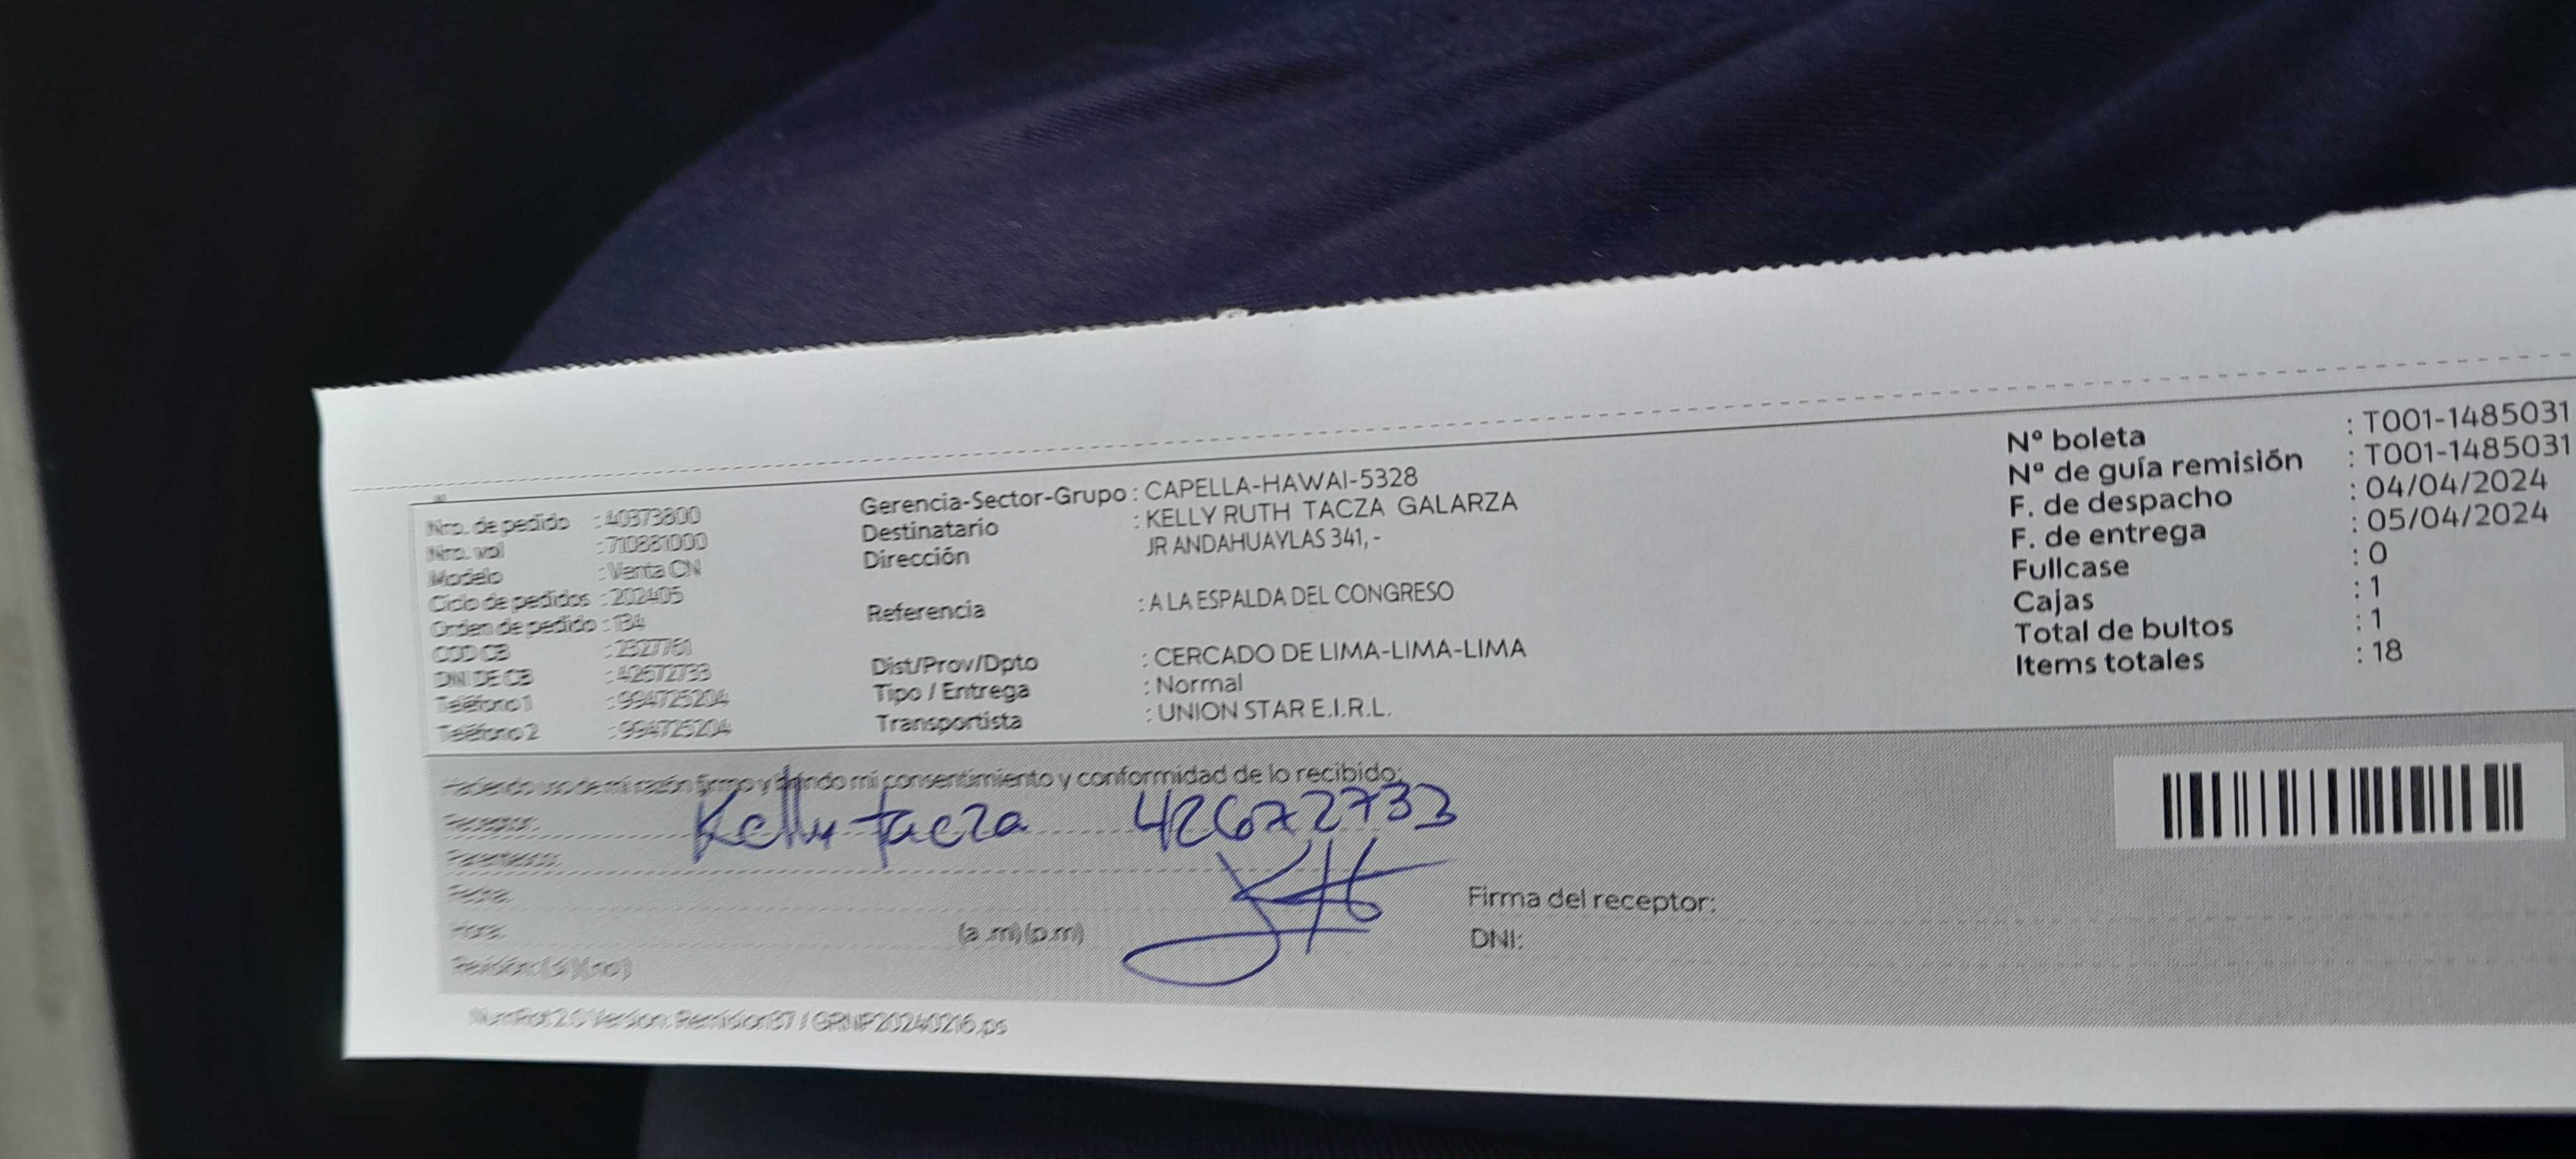 Nro. de pedido : 40373800
Nro. vol : 710881000
Modelo : Venta CN
Ciclo de pedidos : 202405
Orden de pedido : 134
COD CB : 2327761
DNI DE CB : 42672733
Teléfono 1 : 994725204
Teléfono 2 : 994725204
Gerencia-Sector-Grupo : CAPELLA-HAWAI-5328
Destinatario : KELLY RUTH TACZA GALARZA
Dirección JR ANDAHUAYLAS 341,-
Referencia : A LA ESPALDA DEL CONGRESO
Dist/Prov/Dpto : CERCADO DE LIMA-LIMA-LIMA
Tipo / Entrega : Normal
Transportista : UNION STAR E.I.R.L.
Nº boleta : T001-1485031
Nº de guía remisión : T001-1485031
F. de despacho : 04/04/2024
F. de entrega : 05/04/2024
Fullcase : 0
Cajas : 1
Total de bultos : 1
Items totales : 18
Haciendo uso de mi razón firmo y brindo mi consentimiento y conformidad de lo recibido:
Receptor: Kelly tacza 42672733
Parentesco:
Fecha:
Hora: (a.m) (p.m)
Firma del receptor:
DNI: